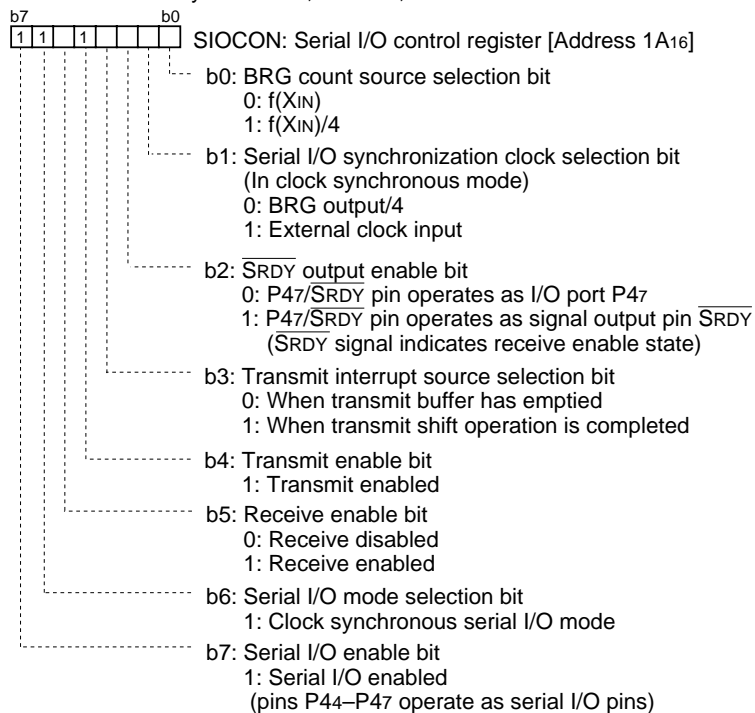 b7 b0
1 1 1 SIOCON: Serial I/O control register [Address 1A16]
b0: BRG count source selection bit
0: f(XIN)
1: f(XIN)/4
b1: Serial I/O synchronization clock selection bit
(In clock synchronous mode)
0: BRG output/4
1: External clock input
b2: SRDY output enable bit
0: P47/SRDY pin operates as I/O port P47
1: P47/SRDY pin operates as signal output pin SRDY
(SRDY signal indicates receive enable state)
b3: Transmit interrupt source selection bit
0: When transmit buffer has emptied
1: When transmit shift operation is completed
b4: Transmit enable bit
1: Transmit enabled
b5: Receive enable bit
0: Receive disabled
1: Receive enabled
b6: Serial I/O mode selection bit
1: Clock synchronous serial I/O mode
b7: Serial I/O enable bit
1: Serial I/O enabled
(pins P44–P47 operate as serial I/O pins)